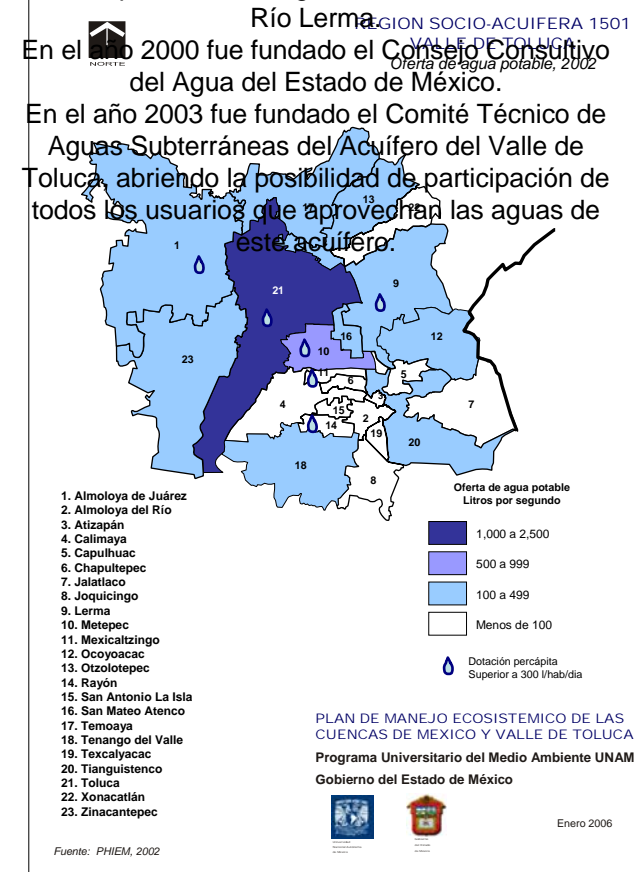 Río Lerma.
En el año 2000 fue fundado el Consejo Consultivo
del Agua del Estado de México.
En el año 2003 fue fundado el Comité Técnico de
Aguas Subterráneas del Acuífero del Valle de
Toluca, abriendo la posibilidad de participación de
todos los usuarios que aprovechan las aguas de
este acuífero.
REGION SOCIO-ACUIFERA 1501
VALLE DE TOLUCA
Oferta de agua potable, 2002
NORTE
17
13
22
1
21
9
16
12
10
23
11
6
5
4
3
15
2
7
14
19
20
18
8
1. Almoloya de Juárez
2. Almoloya del Río
3. Atizapán
4. Calimaya
5. Capulhuac
6. Chapultepec
7. Jalatlaco
8. Joquicingo
9. Lerma
10. Metepec
11. Mexicaltzingo
12. Ocoyoacac
13. Otzolotepec
14. Rayón
15. San Antonio La Isla
16. San Mateo Atenco
17. Temoaya
18. Tenango del Valle
19. Texcalyacac
20. Tianguistenco
21. Toluca
22. Xonacatlán
23. Zinacantepec
Oferta de agua potable
Litros por segundo
1,000 a 2,500
500 a 999
100 a 499
Menos de 100
Dotación percápita
Superior a 300 l/hab/dia
PLAN DE MANEJO ECOSISTEMICO DE LAS
CUENCAS DE MEXICO Y VALLE DE TOLUCA
Programa Universitario del Medio Ambiente UNAM
Gobierno del Estado de México
Enero 2006
Fuente: PHIEM, 2002